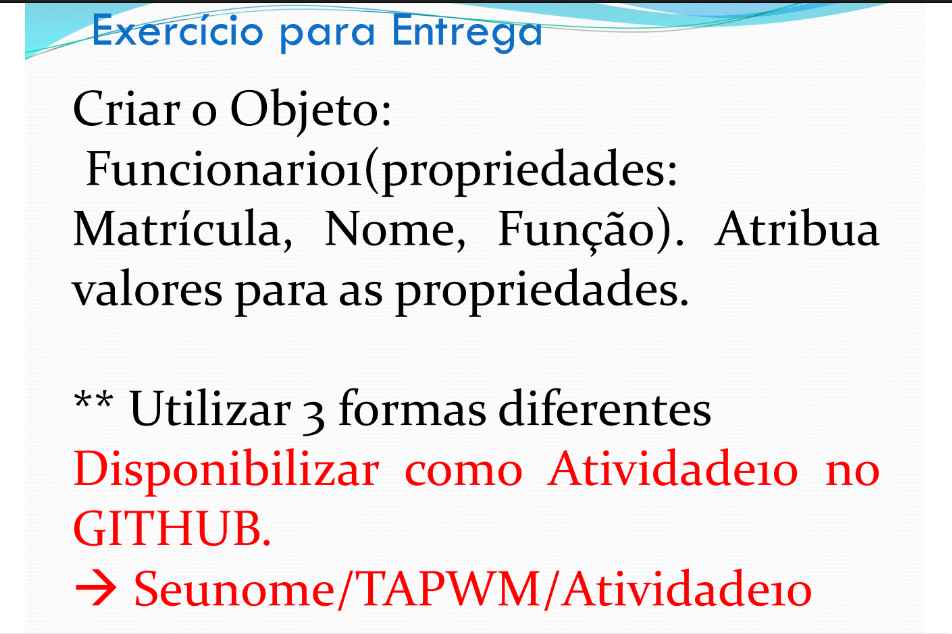 Exercício para Entrega
Criar o Objeto:
Funcionario1(propriedades:
Matrícula, Nome, Função). Atribua
valores para as propriedades.
** Utilizar 3 formas diferentes
Disponibilizar como Atividade10 no
GITHUB.
→ Seunome/TAPWM/Atividade10